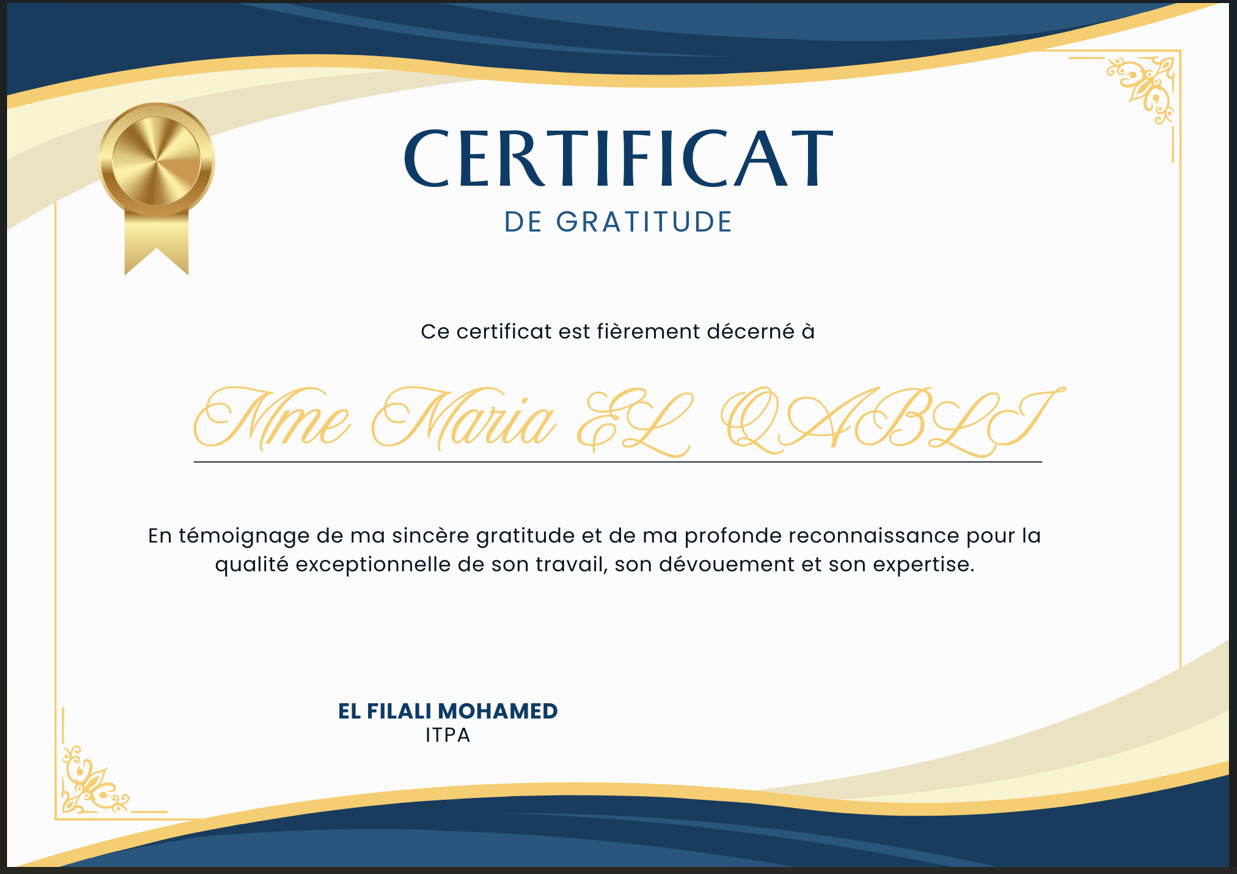 CERTIFICAT
DE GRATITUDE
Ce certificat est fièrement décerné à
Mme Maria EL QABLI
En témoignage de ma sincère gratitude et de ma profonde reconnaissance pour la
qualité exceptionnelle de son travail, son dévouement et son expertise.
EL FILALI MOHAMED
ITPA